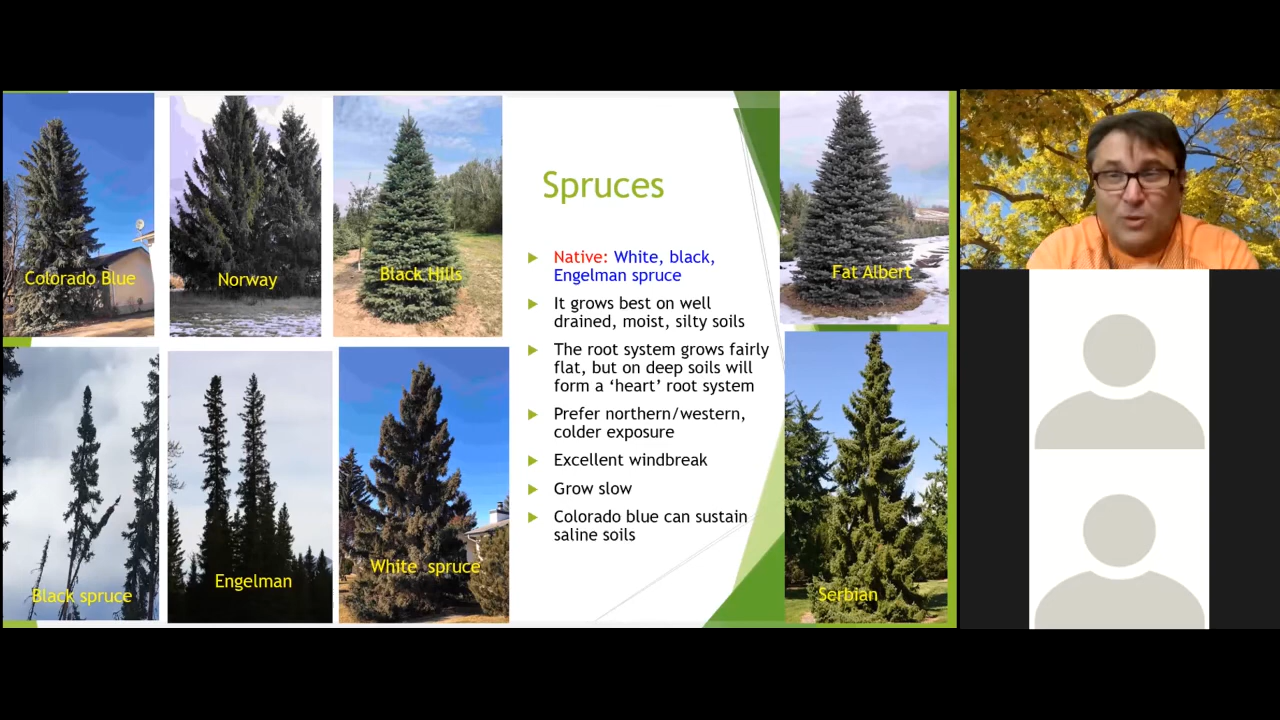 Colorado Blue
Norway
Black Hills
Fat Albert
Spruces
Native: White, black,
Engelman spruce
It grows best on well
drained, moist, silty soils
The root system grows fairly
flat, but on deep soils will
form a ‘heart’ root system
Prefer northern/western,
colder exposure
Excellent windbreak
Grow slow
Colorado blue can sustain
saline soils
Black spruce
Engelman
White spruce
Serbian